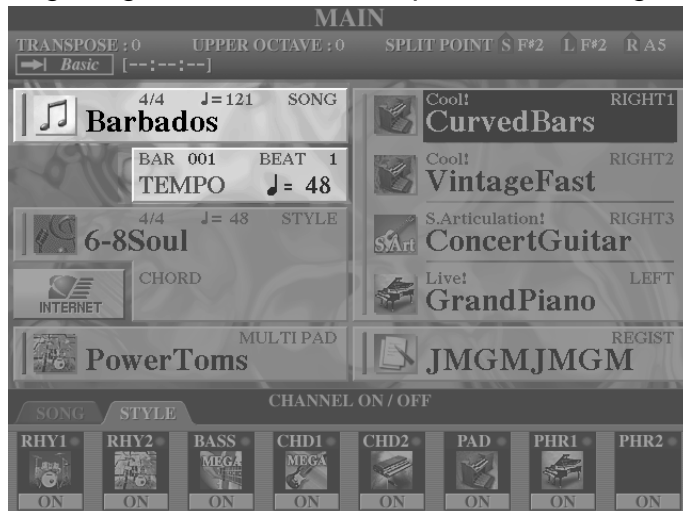 MAIN
TRANSPOSE : 0 UPPER OCTAVE : 0 SPLIT POINT S F#2 L F#2 R A5
Basic [--:--:--]
4/4 ♩=121 SONG
Barbados
BAR 001 BEAT 1
TEMPO ♩= 48
4/4 ♩= 48 STYLE
6-8Soul
INTERNET
CHORD
MULTI PAD
PowerToms
Cool! RIGHT1
CurvedBars
Cool! RIGHT2
VintageFast
S.Articulation! RIGHT3
S.Art
ConcertGuitar
Live! LEFT
GrandPiano
REGIST
JMGMJMGM
CHANNEL ON / OFF
SONG STYLE
RHY1 RHY2 BASS CHD1 CHD2 PAD PHR1 PHR2
MEGA MEGA
ON ON ON ON ON ON ON ON